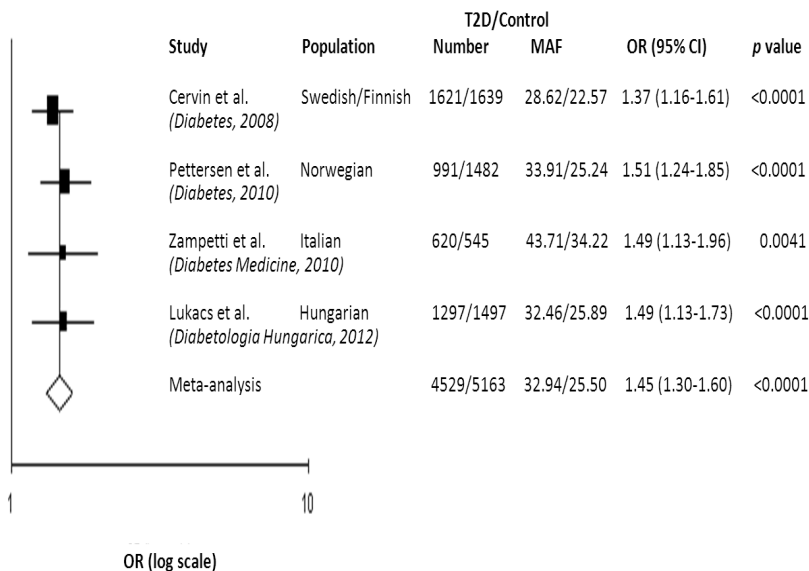 T2D/Control
Study Population Number MAF OR (95% CI) p value
Cervin et al. Swedish/Finnish 1621/1639 28.62/22.57 1.37 (1.16-1.61) <0.0001
(Diabetes, 2008)
Pettersen et al. Norwegian 991/1482 33.91/25.24 1.51 (1.24-1.85) <0.0001
(Diabetes, 2010)
Zampetti et al. Italian 620/545 43.71/34.22 1.49 (1.13-1.96) 0.0041
(Diabetes Medicine, 2010)
Lukacs et al. Hungarian 1297/1497 32.46/25.89 1.49 (1.13-1.73) <0.0001
(Diabetologia Hungarica, 2012)
Meta-analysis 4529/5163 32.94/25.50 1.45 (1.30-1.60) <0.0001
1 10
OR (log scale)